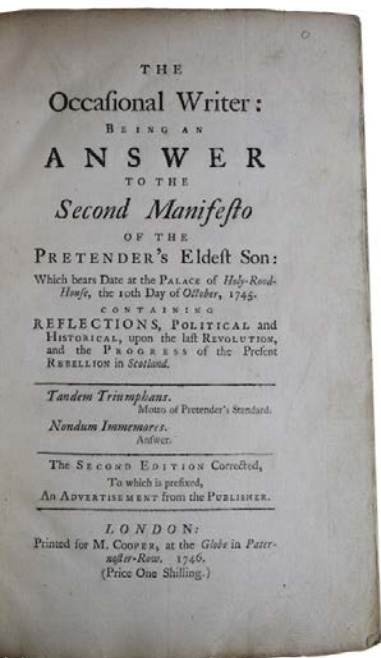 THE
Occaſional Writer:
BEING AN
ANSWER
TO THE
Second Manifeſto
OF THE
PRETENDER's Eldeſt Son:
Which bears Date at the PALACE of Holy-Rood-
Houſe, the 10th Day of October, 1745.
CONTAINING
REFLECTIONS, POLITICAL and
HISTORICAL, upon the laſt REVOLUTION,
and the PROGRESS of the Preſent
REBELLION in Scotland.
Tandem Triumphans.
Motto of Pretender's Standard.
Nondum Immemores.
Anſwer.
The SECOND EDITION Corrected,
To which is prefixed,
An ADVERTISEMENT from the PUBLISHER.
LONDON:
Printed for M. COOPER, at the Globe in Pater-
noſter-Row. 1746.
(Price One Shilling.)